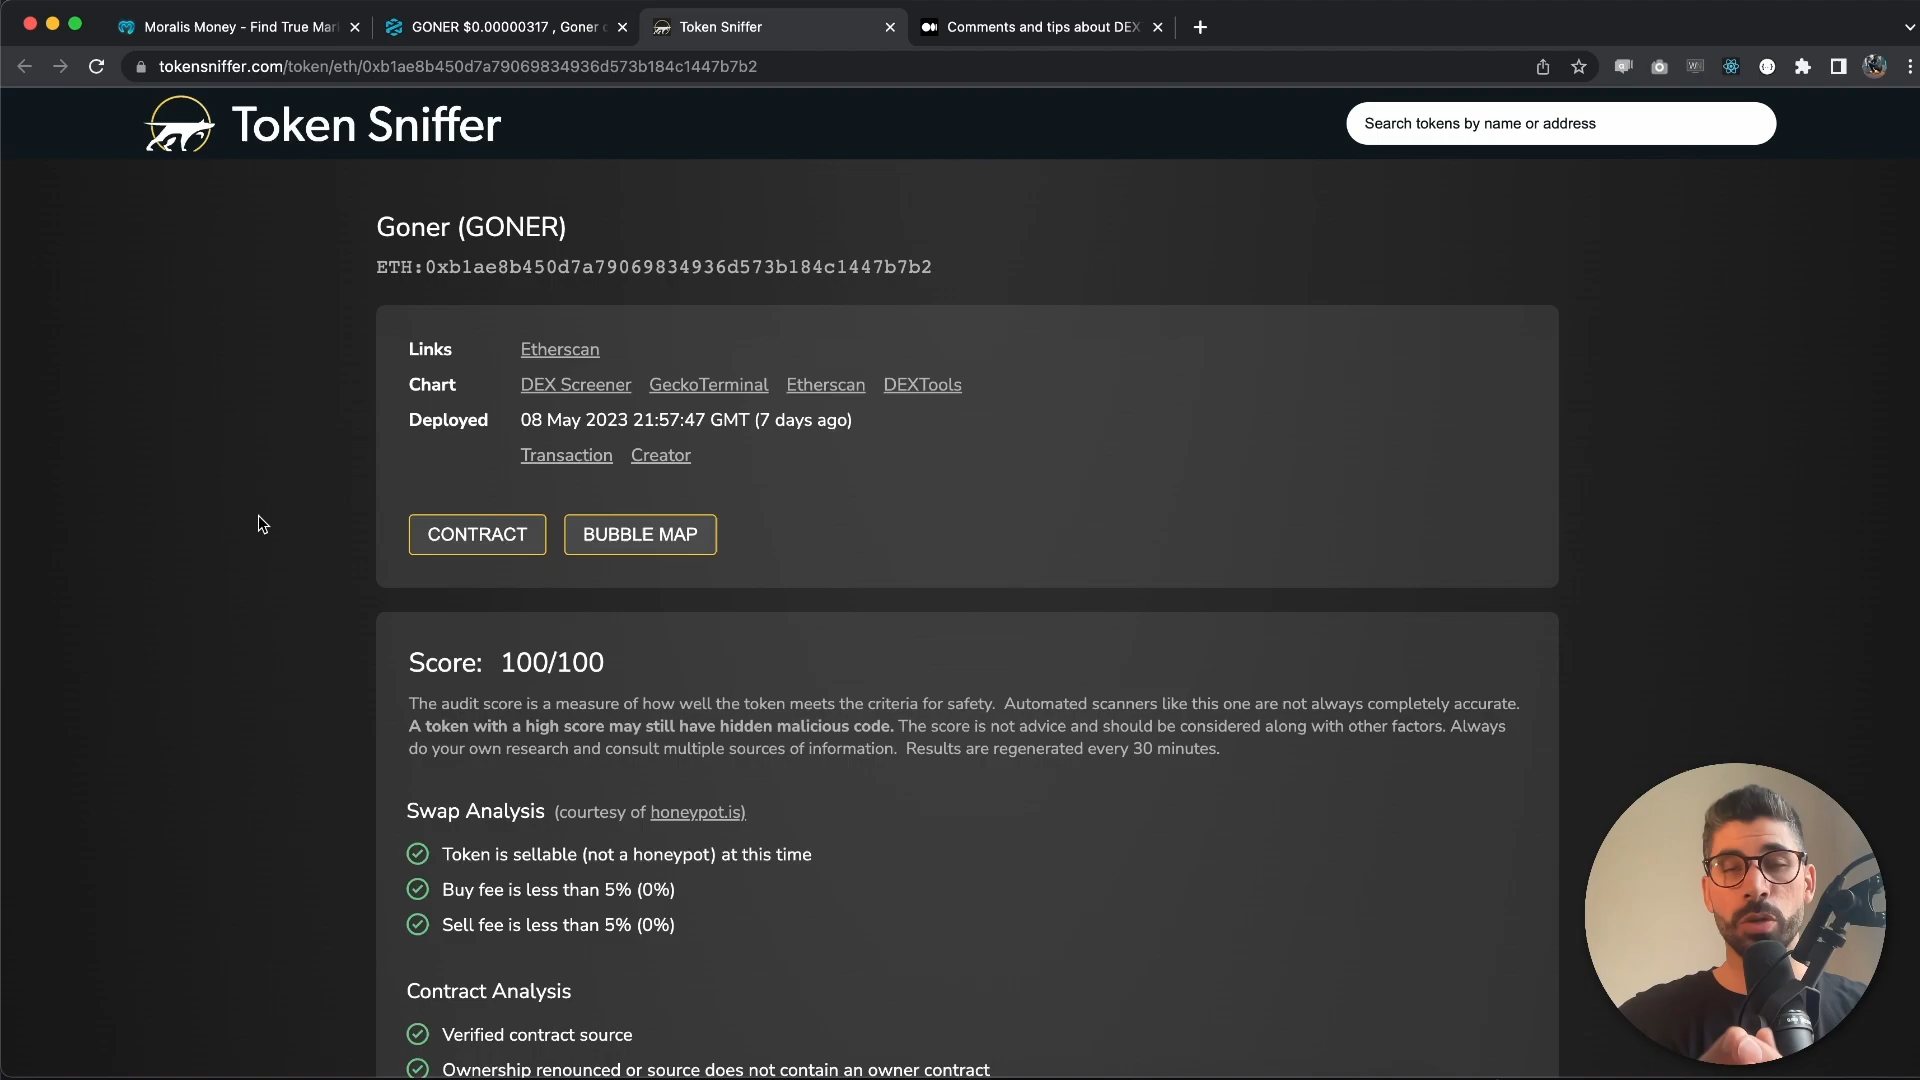 Moralis Money - Find True Mar
GONER $0.00000317 , Goner
Token Sniffer
Comments and tips about DEX
tokensniffer.com/token/eth/0xb1ae8b450d7a79069834936d573b184c1447b7b2
Token Sniffer
Search tokens by name or address
Goner (GONER)
ETH:0xb1ae8b450d7a79069834936d573b184c1447b7b2
Links Etherscan
Chart DEX Screener GeckoTerminal Etherscan DEXTools
Deployed 08 May 2023 21:57:47 GMT (7 days ago)
Transaction Creator
CONTRACT BUBBLE MAP
Score: 100/100
The audit score is a measure of how well the token meets the criteria for safety. Automated scanners like this one are not always completely accurate.
A token with a high score may still have hidden malicious code. The score is not advice and should be considered along with other factors. Always
do your own research and consult multiple sources of information. Results are regenerated every 30 minutes.
Swap Analysis (courtesy of honeypot.is)
Token is sellable (not a honeypot) at this time
Buy fee is less than 5% (0%)
Sell fee is less than 5% (0%)
Contract Analysis
Verified contract source
Ownership renounced or source does not contain an owner contract